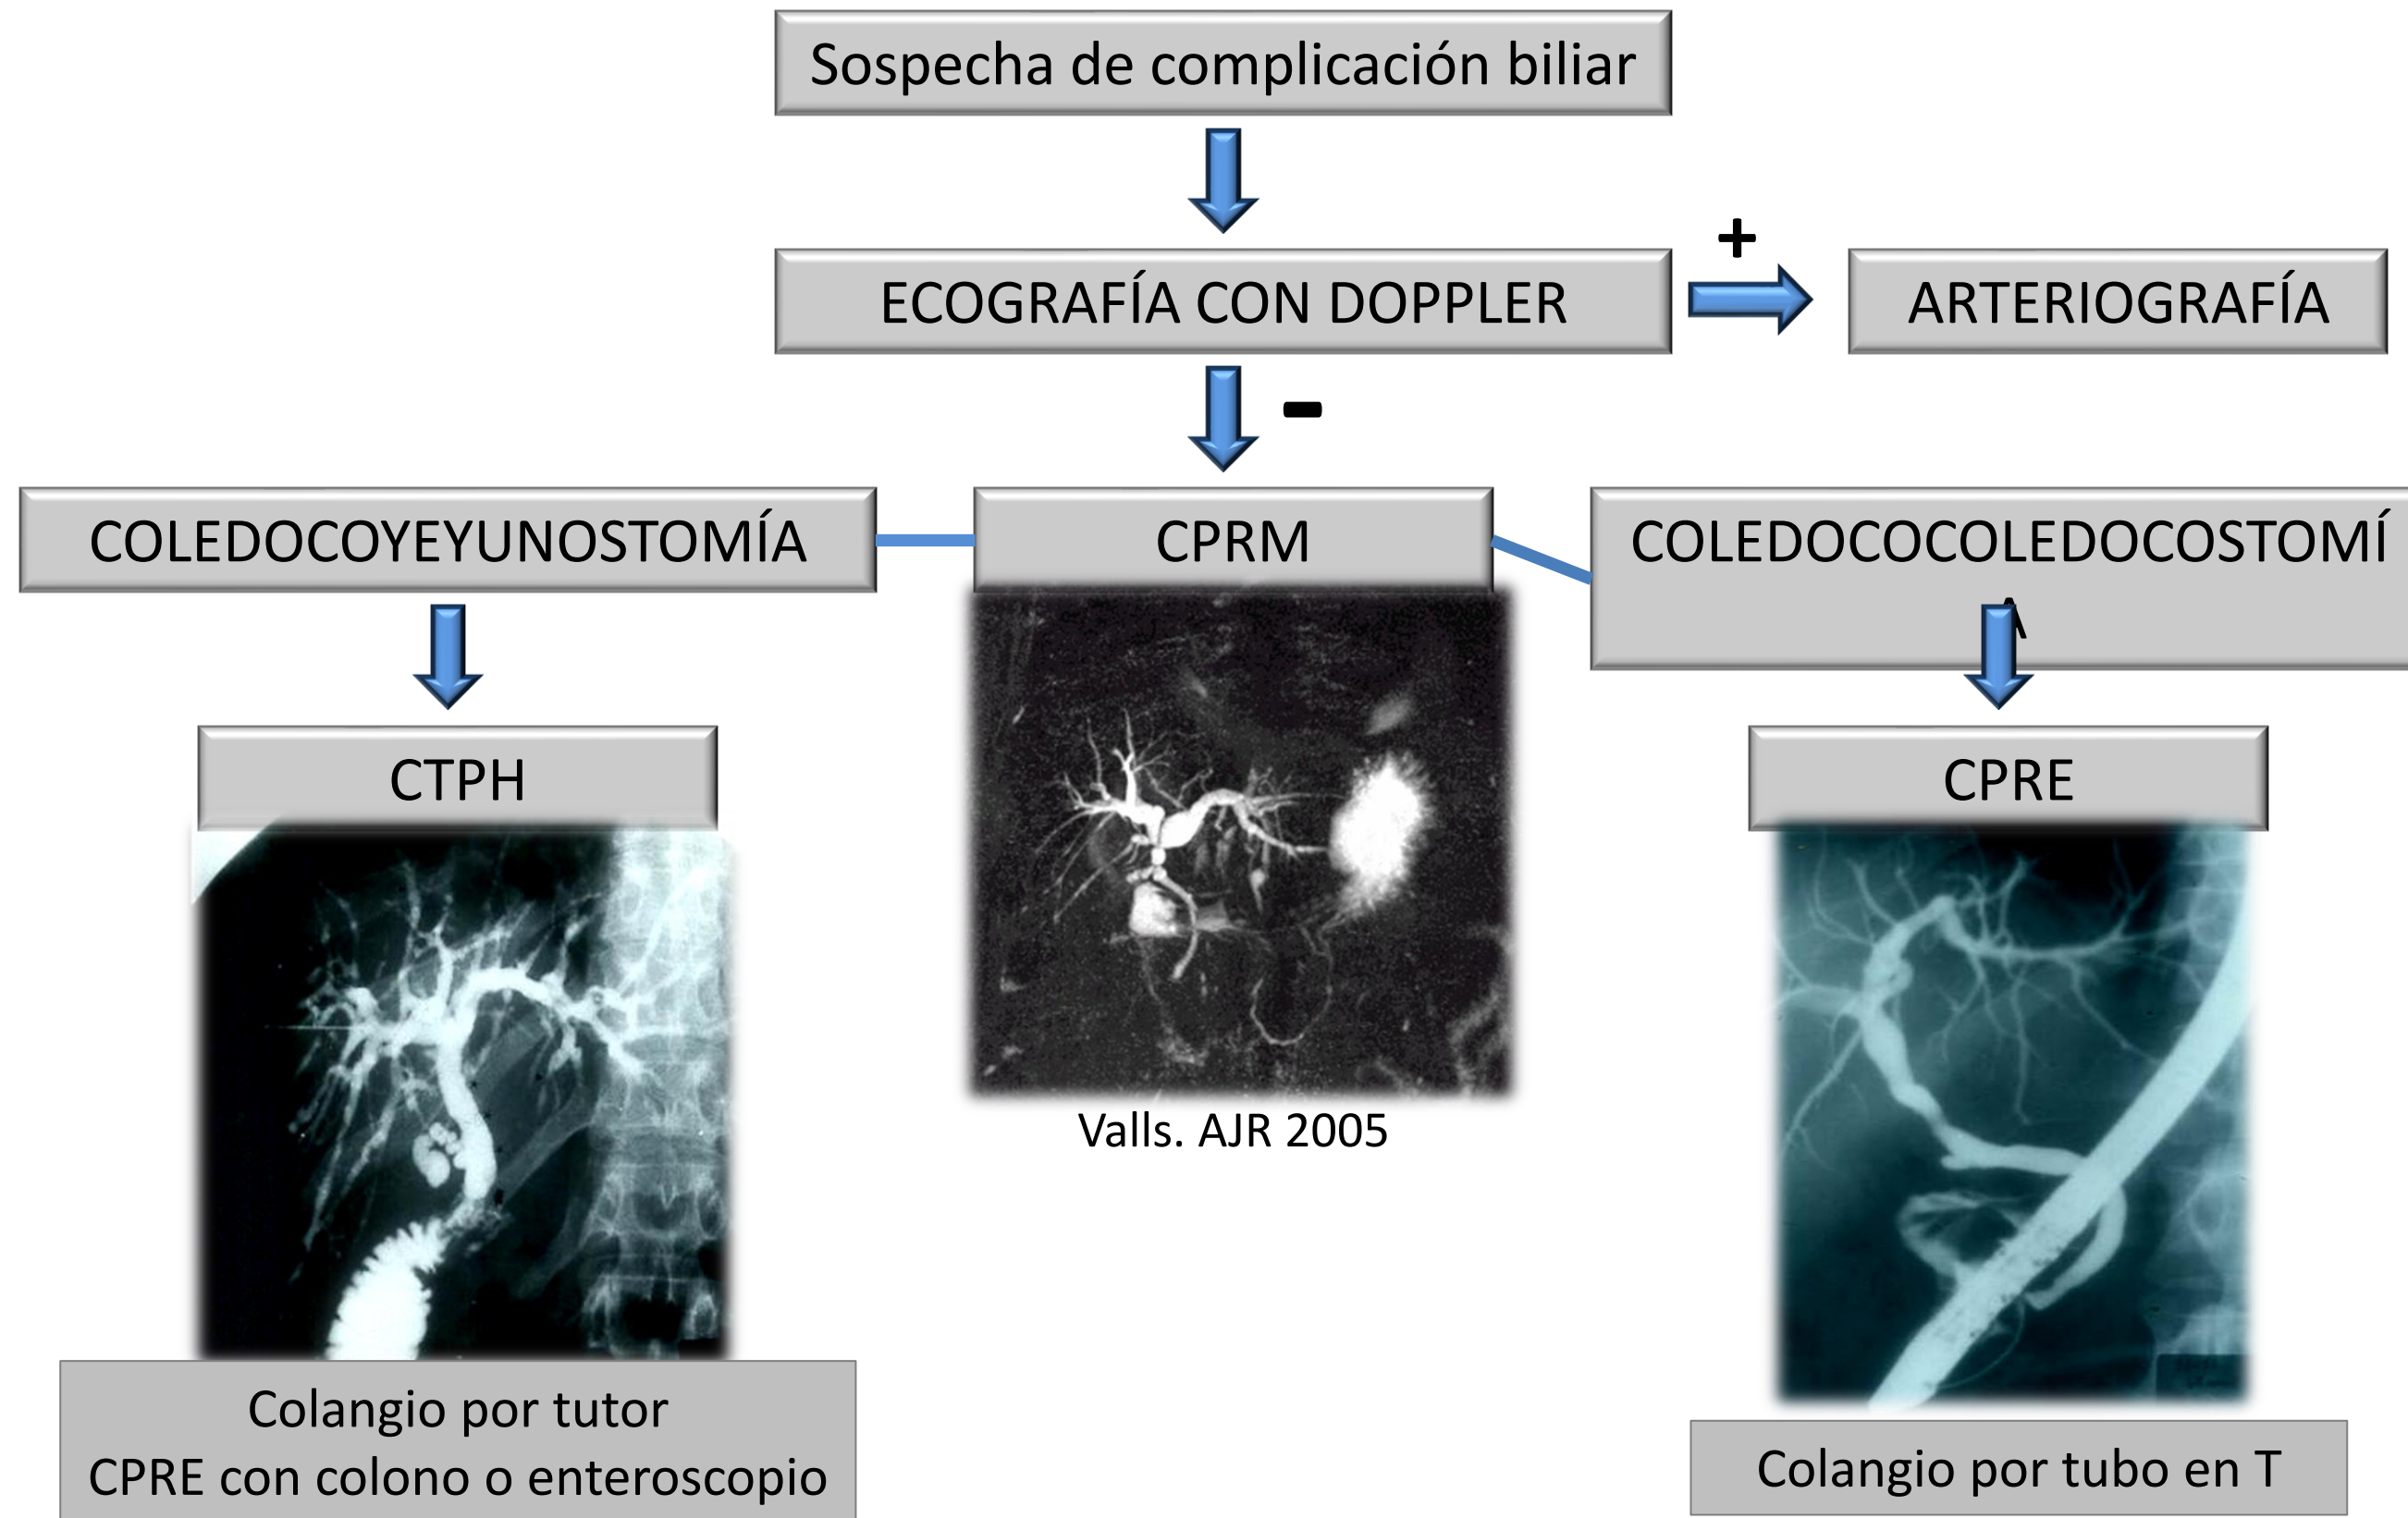 Sospecha de complicación biliar
+
ECOGRAFÍA CON DOPPLER
ARTERIOGRAFÍA
-
COLEDOCOYEYUNOSTOMÍA
CPRM
COLEDOCOCOLEDOCOSTOMÍ
A
CTPH
CPRE
Valls. AJR 2005
Colangio por tutor
CPRE con colono o enteroscopio
Colangio por tubo en T